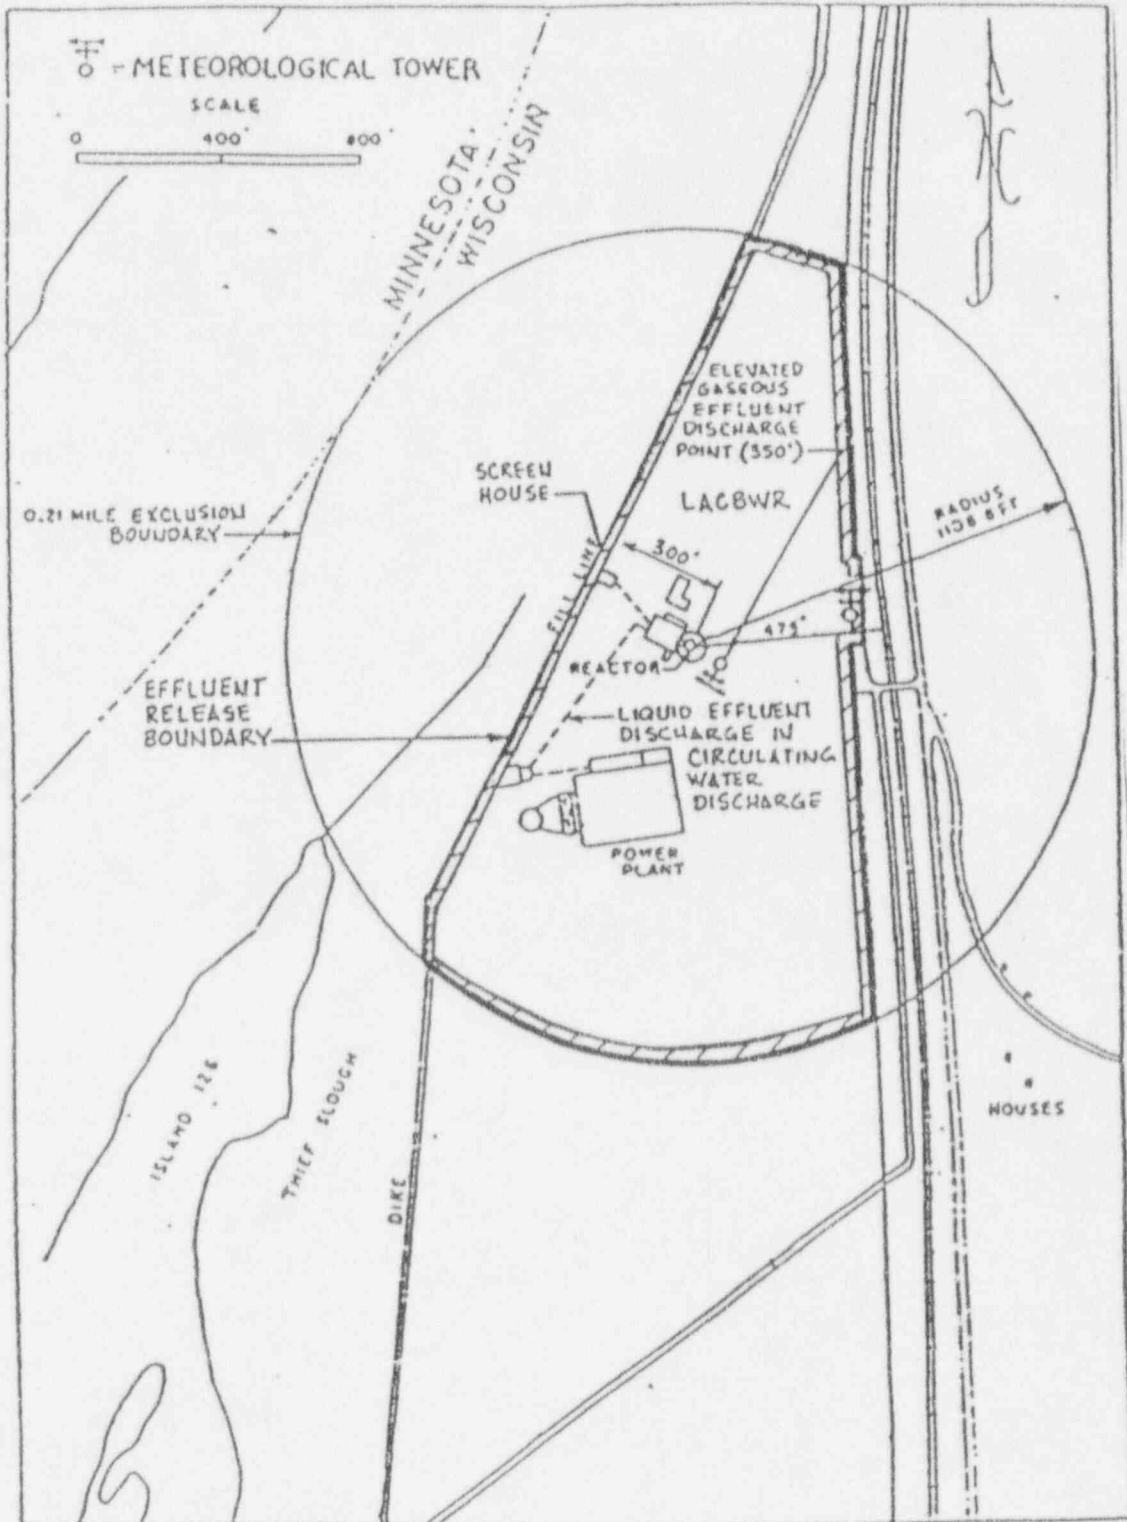 - METEOROLOGICAL TOWER
SCALE
0 400' 800'
MINNESOTA
WISCONSIN
ELEVATED
GASEOUS
EFFLUENT
DISCHARGE
POINT (350')
SCREEN
HOUSE
LACBWR
0.21 MILE EXCLUSION
BOUNDARY
RADIUS
1108.8 FT
300'
FILL LINE
475'
REACTOR
EFFLUENT
RELEASE
BOUNDARY
LIQUID EFFLUENT
DISCHARGE IN
CIRCULATING
WATER
DISCHARGE
POWER
PLANT
ISLAND 126
THIEF SLOUGH
DIKE
HOUSES